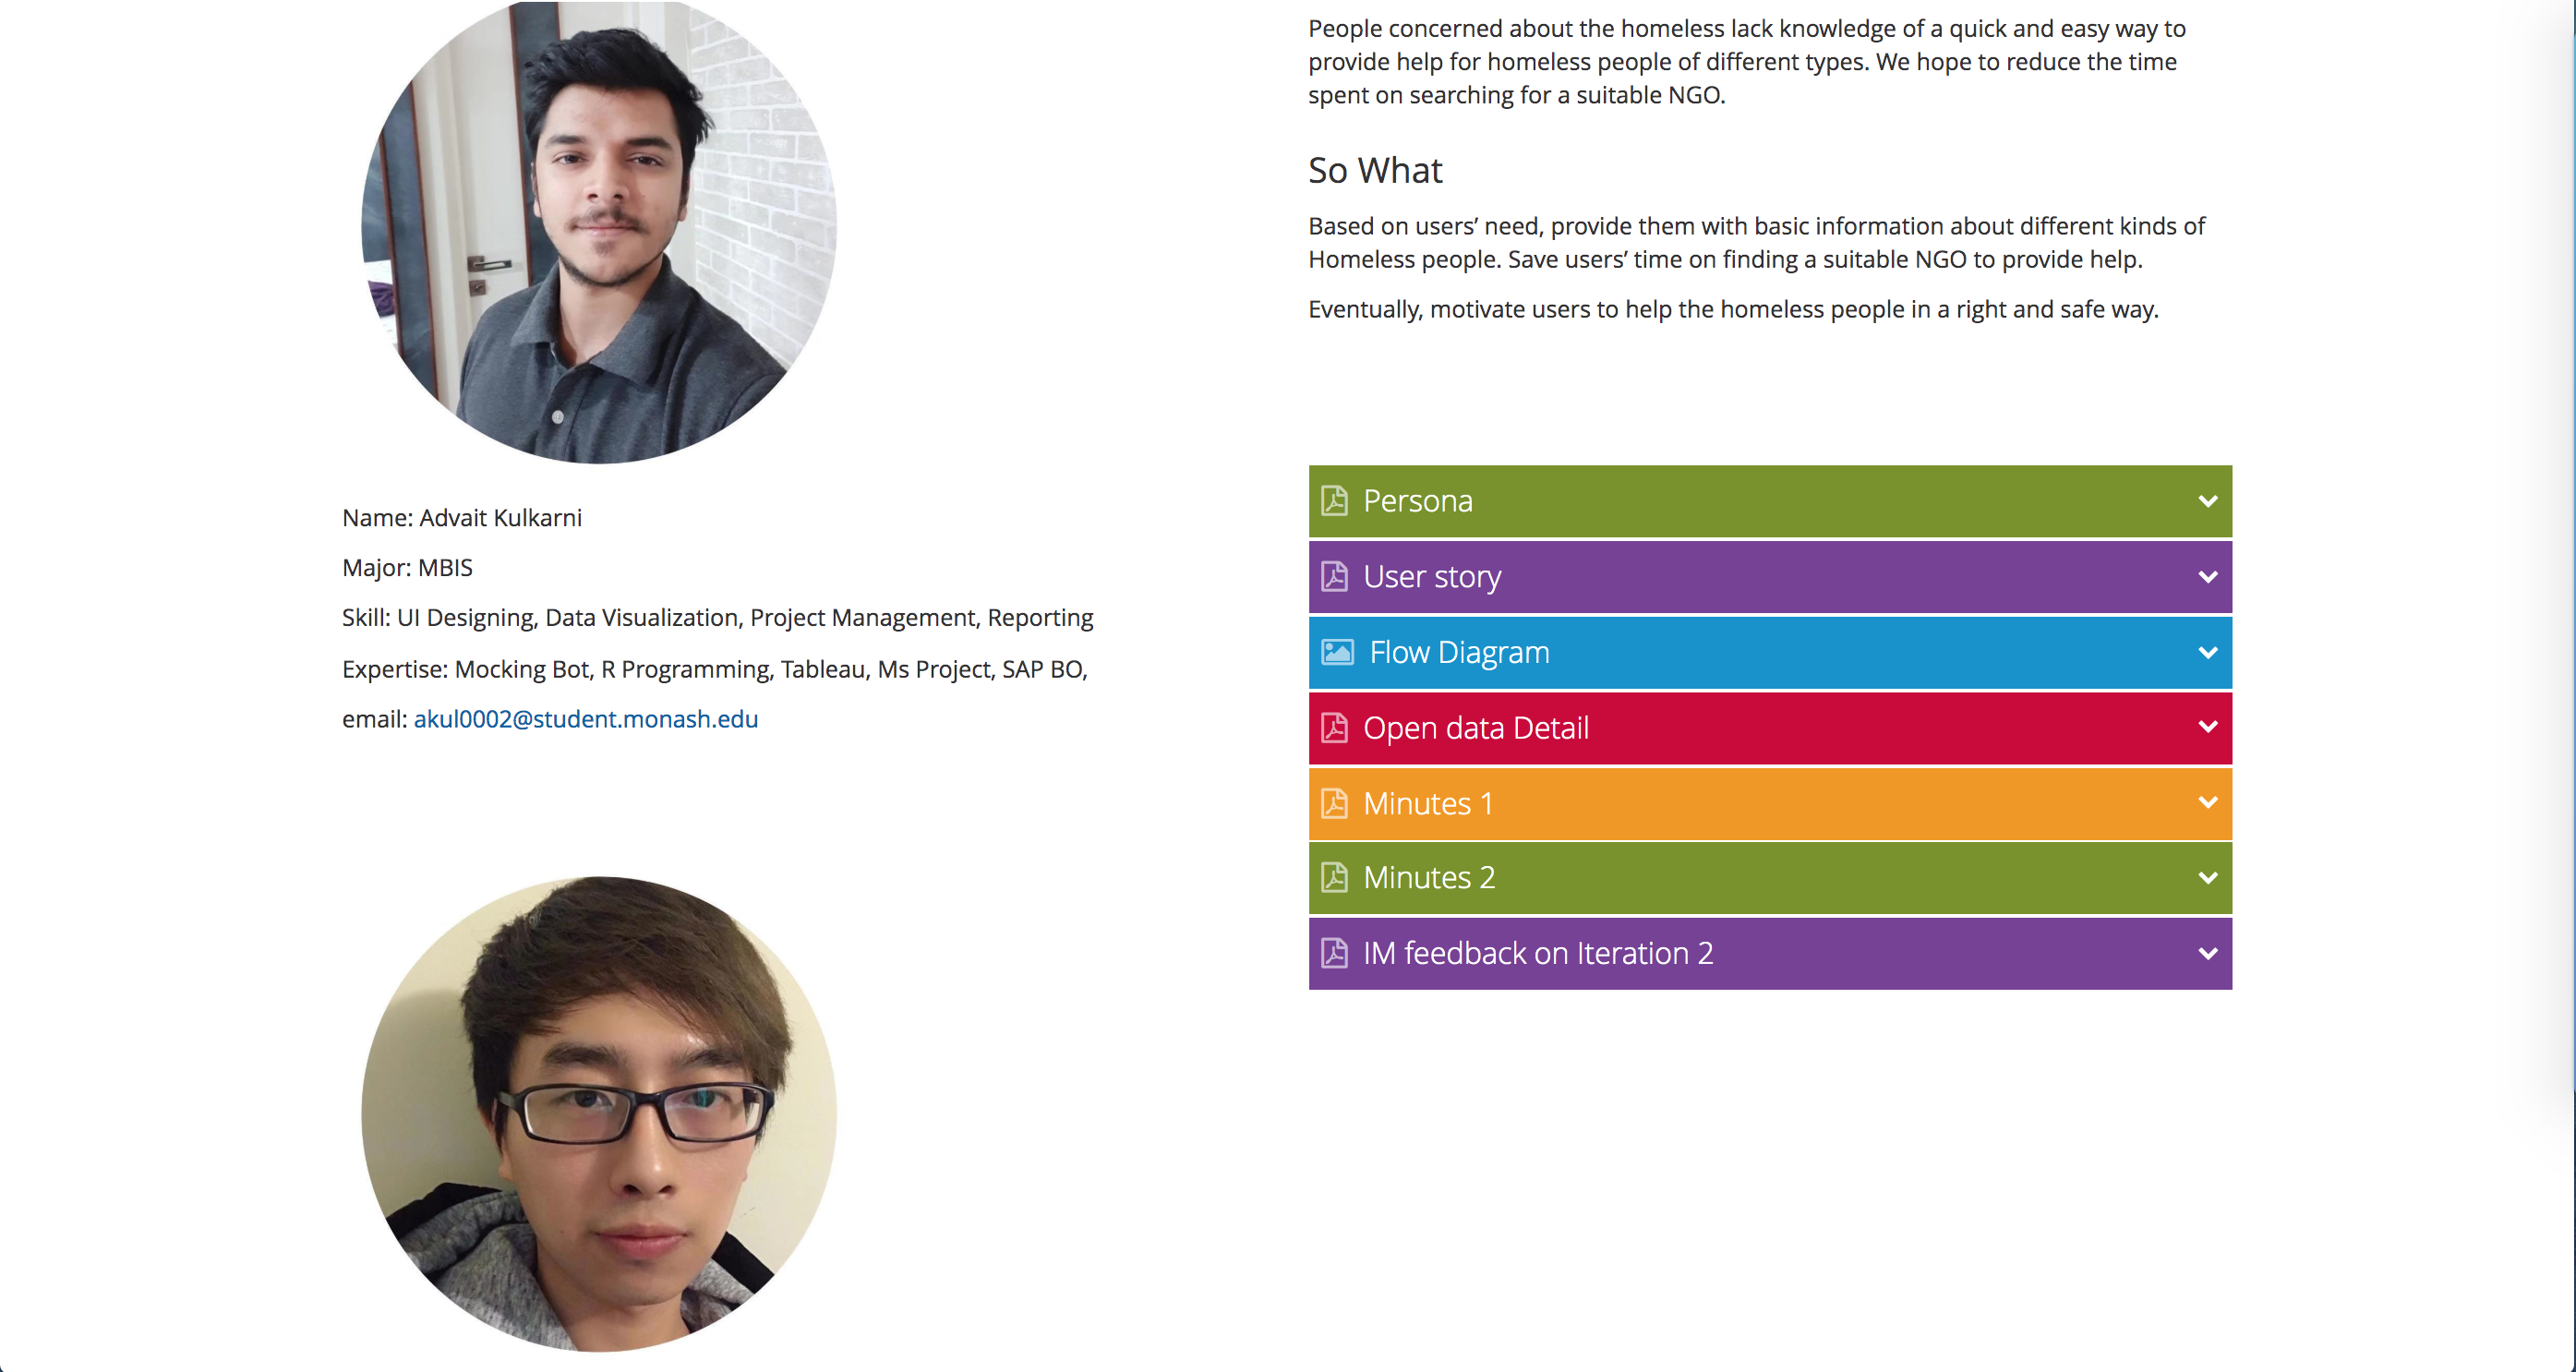 Name: Advait Kulkarni
Major: MBIS
Skill: UI Designing, Data Visualization, Project Management, Reporting
Expertise: Mocking Bot, R Programming, Tableau, Ms Project, SAP BO,
email: akul0002@student.monash.edu
People concerned about the homeless lack knowledge of a quick and easy way to
provide help for homeless people of different types. We hope to reduce the time
spent on searching for a suitable NGO.
So What
Based on users’ need, provide them with basic information about different kinds of
Homeless people. Save users’ time on finding a suitable NGO to provide help.
Eventually, motivate users to help the homeless people in a right and safe way.
Persona
User story
Flow Diagram
Open data Detail
Minutes 1
Minutes 2
IM feedback on Iteration 2